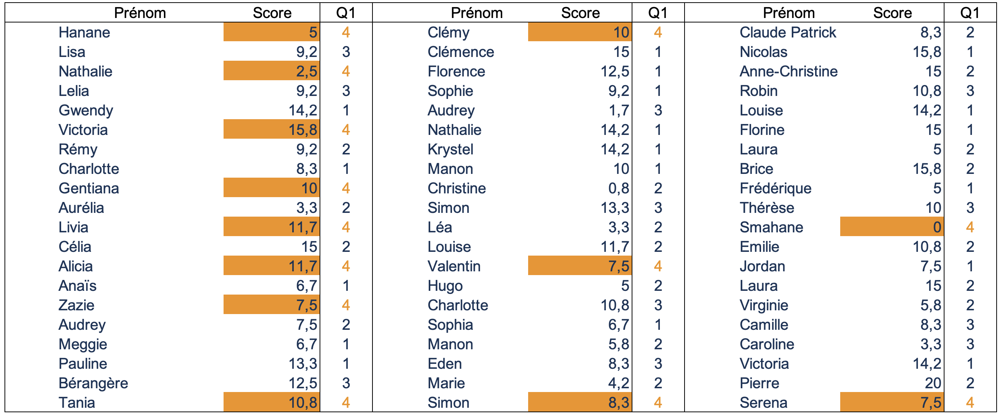 Prénom Score Q1 Prénom Score Q1 Prénom Score Q1
Hanane 5 4 Clémy 10 4 Claude Patrick 8,3 2
Lisa 9,2 3 Clémence 15 1 Nicolas 15,8 1
Nathalie 2,5 4 Florence 12,5 1 Anne-Christine 15 2
Lelia 9,2 3 Sophie 9,2 1 Robin 10,8 3
Gwendy 14,2 1 Audrey 1,7 3 Louise 14,2 1
Victoria 15,8 4 Nathalie 14,2 1 Florine 15 1
Rémy 9,2 2 Krystel 14,2 1 Laura 5 2
Charlotte 8,3 1 Manon 10 1 Brice 15,8 2
Gentiana 10 4 Christine 0,8 2 Frédérique 5 1
Aurélia 3,3 2 Simon 13,3 3 Thérèse 10 3
Livia 11,7 4 Léa 3,3 2 Smahane 0 4
Célia 15 2 Louise 11,7 2 Emilie 10,8 2
Alicia 11,7 4 Valentin 7,5 4 Jordan 7,5 1
Anaïs 6,7 1 Hugo 5 2 Laura 15 2
Zazie 7,5 4 Charlotte 10,8 3 Virginie 5,8 2
Audrey 7,5 2 Sophia 6,7 1 Camille 8,3 3
Meggie 6,7 1 Manon 5,8 2 Caroline 3,3 3
Pauline 13,3 1 Eden 8,3 3 Victoria 14,2 1
Bérangère 12,5 3 Marie 4,2 2 Pierre 20 2
Tania 10,8 4 Simon 8,3 4 Serena 7,5 4